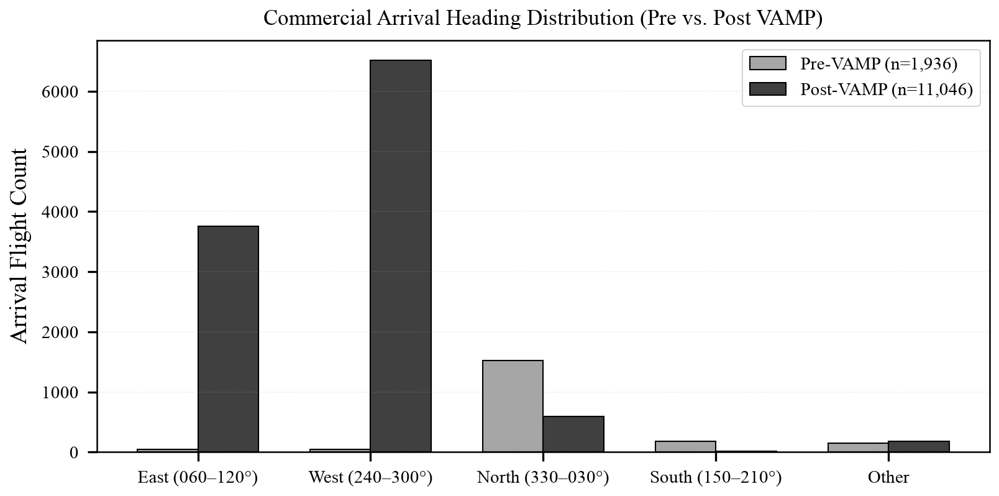 Commercial Arrival Heading Distribution (Pre vs. Post VAMP)
Pre-VAMP (n=1,936)
Post-VAMP (n=11,046)
Arrival Flight Count
6000
5000
4000
3000
2000
1000
0
East (060–120°)
West (240–300°)
North (330–030°)
South (150–210°)
Other